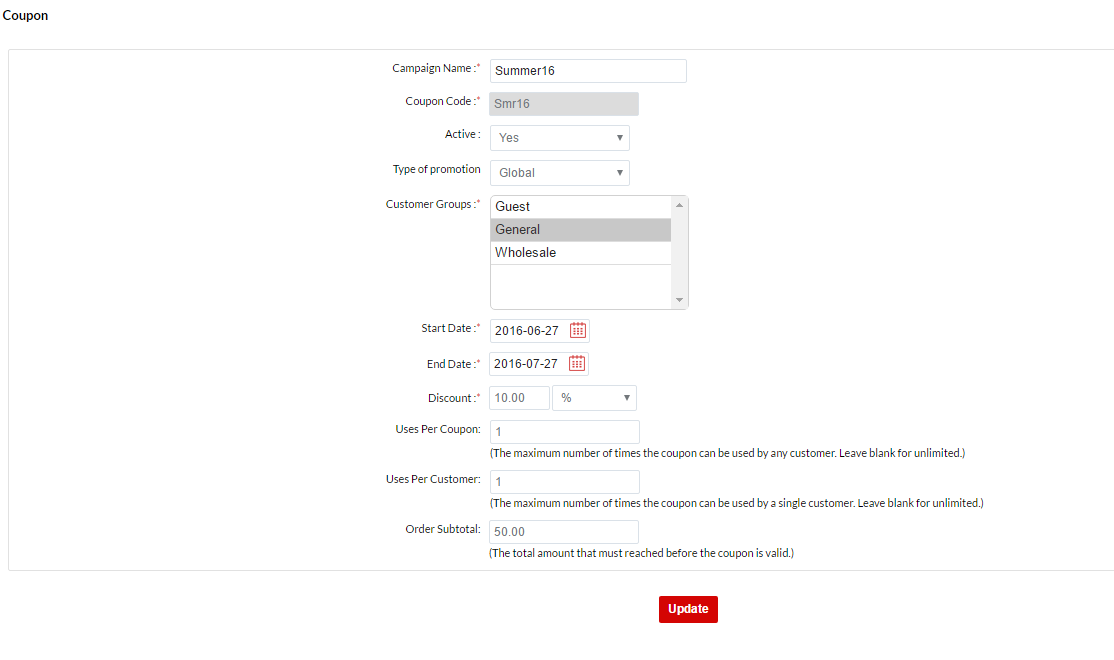 Coupon
Campaign Name :* Summer16
Coupon Code :* Smr16
Active : Yes
Type of promotion Global
Customer Groups :* Guest
General
Wholesale
Start Date :* 2016-06-27
End Date :* 2016-07-27
Discount :* 10.00 %
Uses Per Coupon: 1
(The maximum number of times the coupon can be used by any customer. Leave blank for unlimited.)
Uses Per Customer: 1
(The maximum number of times the coupon can be used by a single customer. Leave blank for unlimited.)
Order Subtotal: 50.00
(The total amount that must reached before the coupon is valid.)
Update